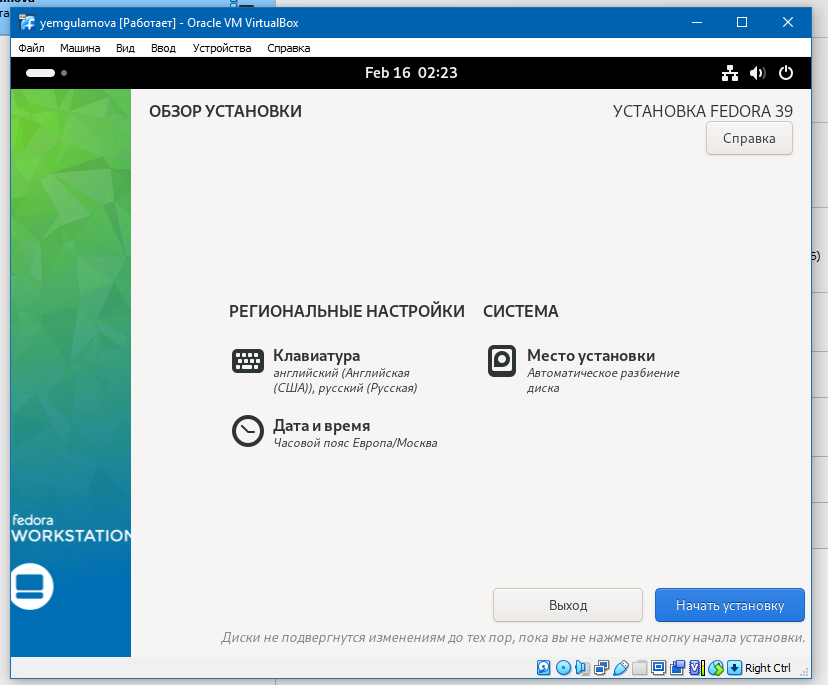 yemgulamova [Работает] - Oracle VM VirtualBox
Файл Машина Вид Ввод Устройства Справка
Feb 16 02:23
ОБЗОР УСТАНОВКИ
УСТАНОВКА FEDORA 39
Справка
РЕГИОНАЛЬНЫЕ НАСТРОЙКИ
СИСТЕМА
Клавиатура
английский (Английская
(США)), русский (Русская)
Место установки
Автоматическое разбиение
диска
Дата и время
Часовой пояс Европа/Москва
fedora
WORKSTATION
Выход
Начать установку
Диски не подвергнутся изменениям до тех пор, пока вы не нажмете кнопку начала установки.
Right Ctrl